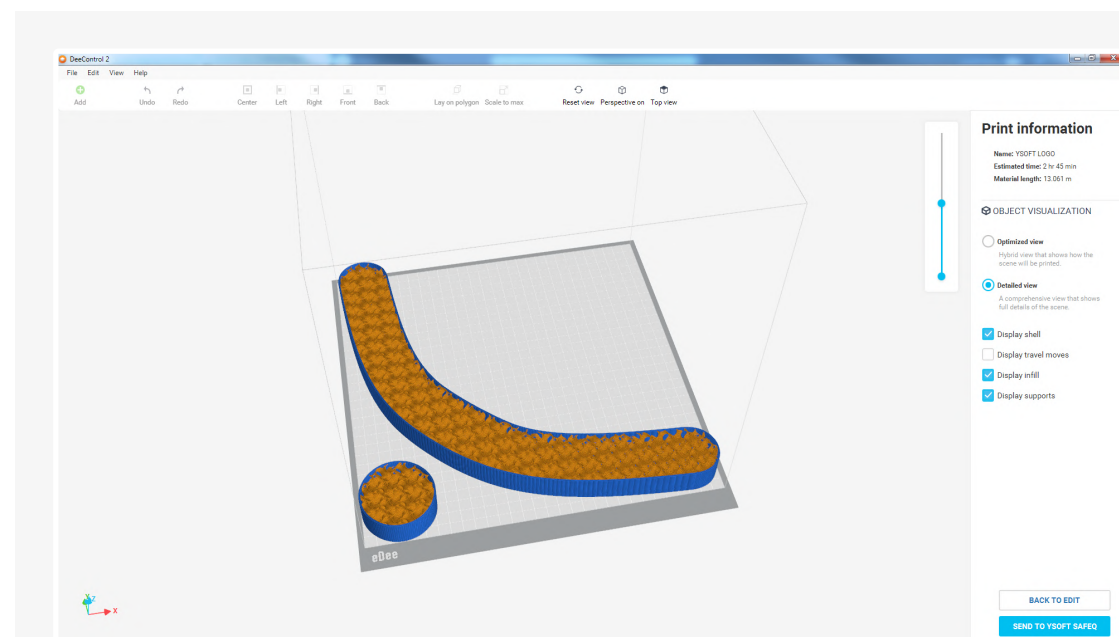 DeeControl 2
File Edit View Help
Add Undo Redo Center Left Right Front Back Lay on polygon Scale to max Reset view Perspective on Top view
Print information
Name: YSOFT LOGO
Estimated time: 2 hr 45 min
Material length: 13.061 m
OBJECT VISUALIZATION
Optimized view
Hybrid view that shows how the
scene will be printed.
Detailed view
A comprehensive view that shows
full details of the scene.
Display shell
Display travel moves
Display infill
Display supports
eDee
Y
Z
X
BACK TO EDIT
SEND TO YSOFT SAFEQ